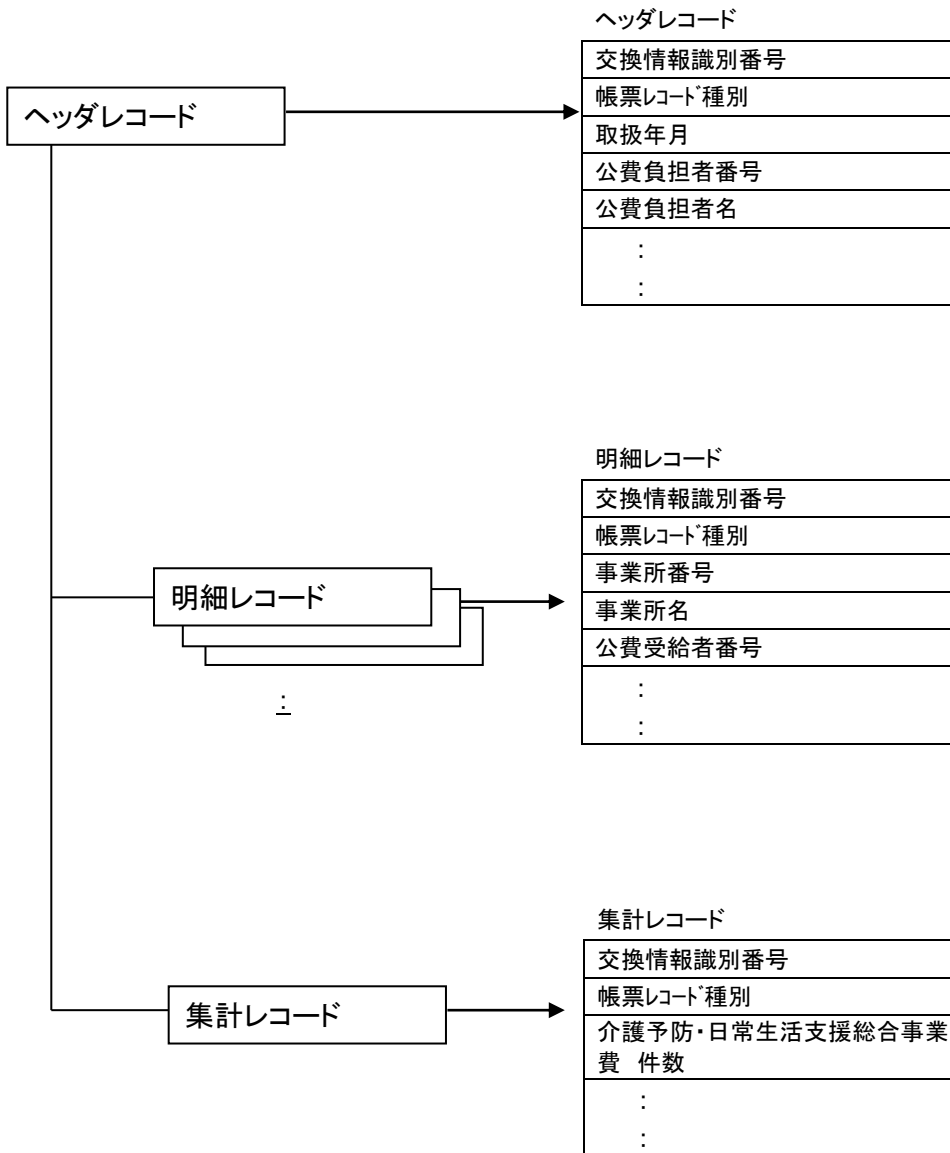 ヘッダレコード
ヘッダレコード
交換情報識別番号
帳票ﾚｺｰﾄﾞ種別
取扱年月
公費負担者番号
公費負担者名
:
:
明細レコード
:
明細レコード
交換情報識別番号
帳票ﾚｺｰﾄﾞ種別
事業所番号
事業所名
公費受給者番号
:
:
集計レコード
集計レコード
交換情報識別番号
帳票ﾚｺｰﾄﾞ種別
介護予防・日常生活支援総合事業
費　件数
:
: